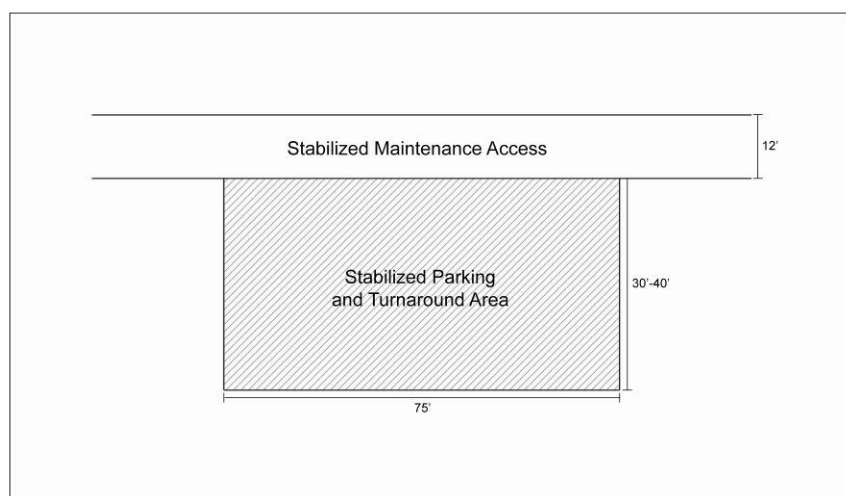 Stabilized Maintenance Access
12'
Stabilized Parking
and Turnaround Area
30'-40'
75'